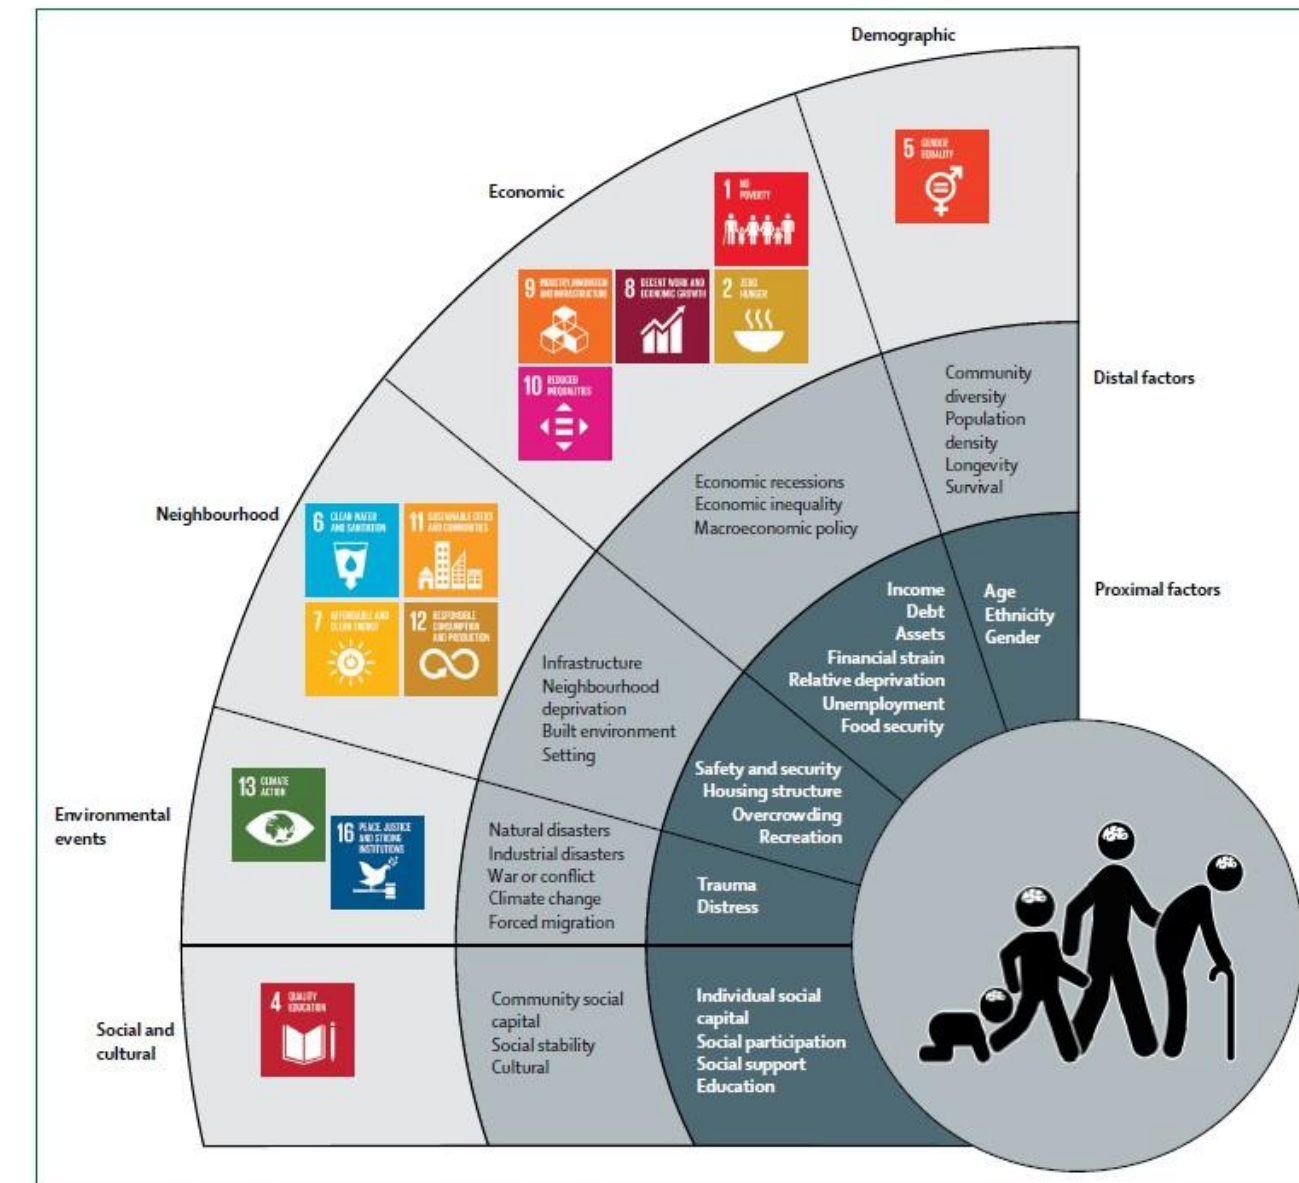 Demographic
5 GENDER
EQUALITY
Economic
1 NO
POVERTY
9 INDUSTRY, INNOVATION
AND INFRASTRUCTURE
8 DECENT WORK AND
ECONOMIC GROWTH
2 ZERO
HUNGER
10 REDUCED
INEQUALITIES
Community
diversity
Population
density
Longevity
Survival
Distal factors
Economic recessions
Economic inequality
Macroeconomic policy
Neighbourhood
6 CLEAN WATER
AND SANITATION
11 SUSTAINABLE CITIES
AND COMMUNITIES
7 AFFORDABLE AND
CLEAN ENERGY
12 RESPONSIBLE
CONSUMPTION
AND PRODUCTION
Income
Debt
Assets
Financial strain
Relative deprivation
Unemployment
Food security
Age
Ethnicity
Gender
Proximal factors
Infrastructure
Neighbourhood
deprivation
Built environment
Setting
Safety and security
Housing structure
Overcrowding
Recreation
Environmental
events
13 CLIMATE
ACTION
16 PEACE JUSTICE
AND STRONG
INSTITUTIONS
Natural disasters
Industrial disasters
War or conflict
Climate change
Forced migration
Trauma
Distress
Social and
cultural
4 QUALITY
EDUCATION
Community social
capital
Social stability
Cultural
Individual social
capital
Social participation
Social support
Education